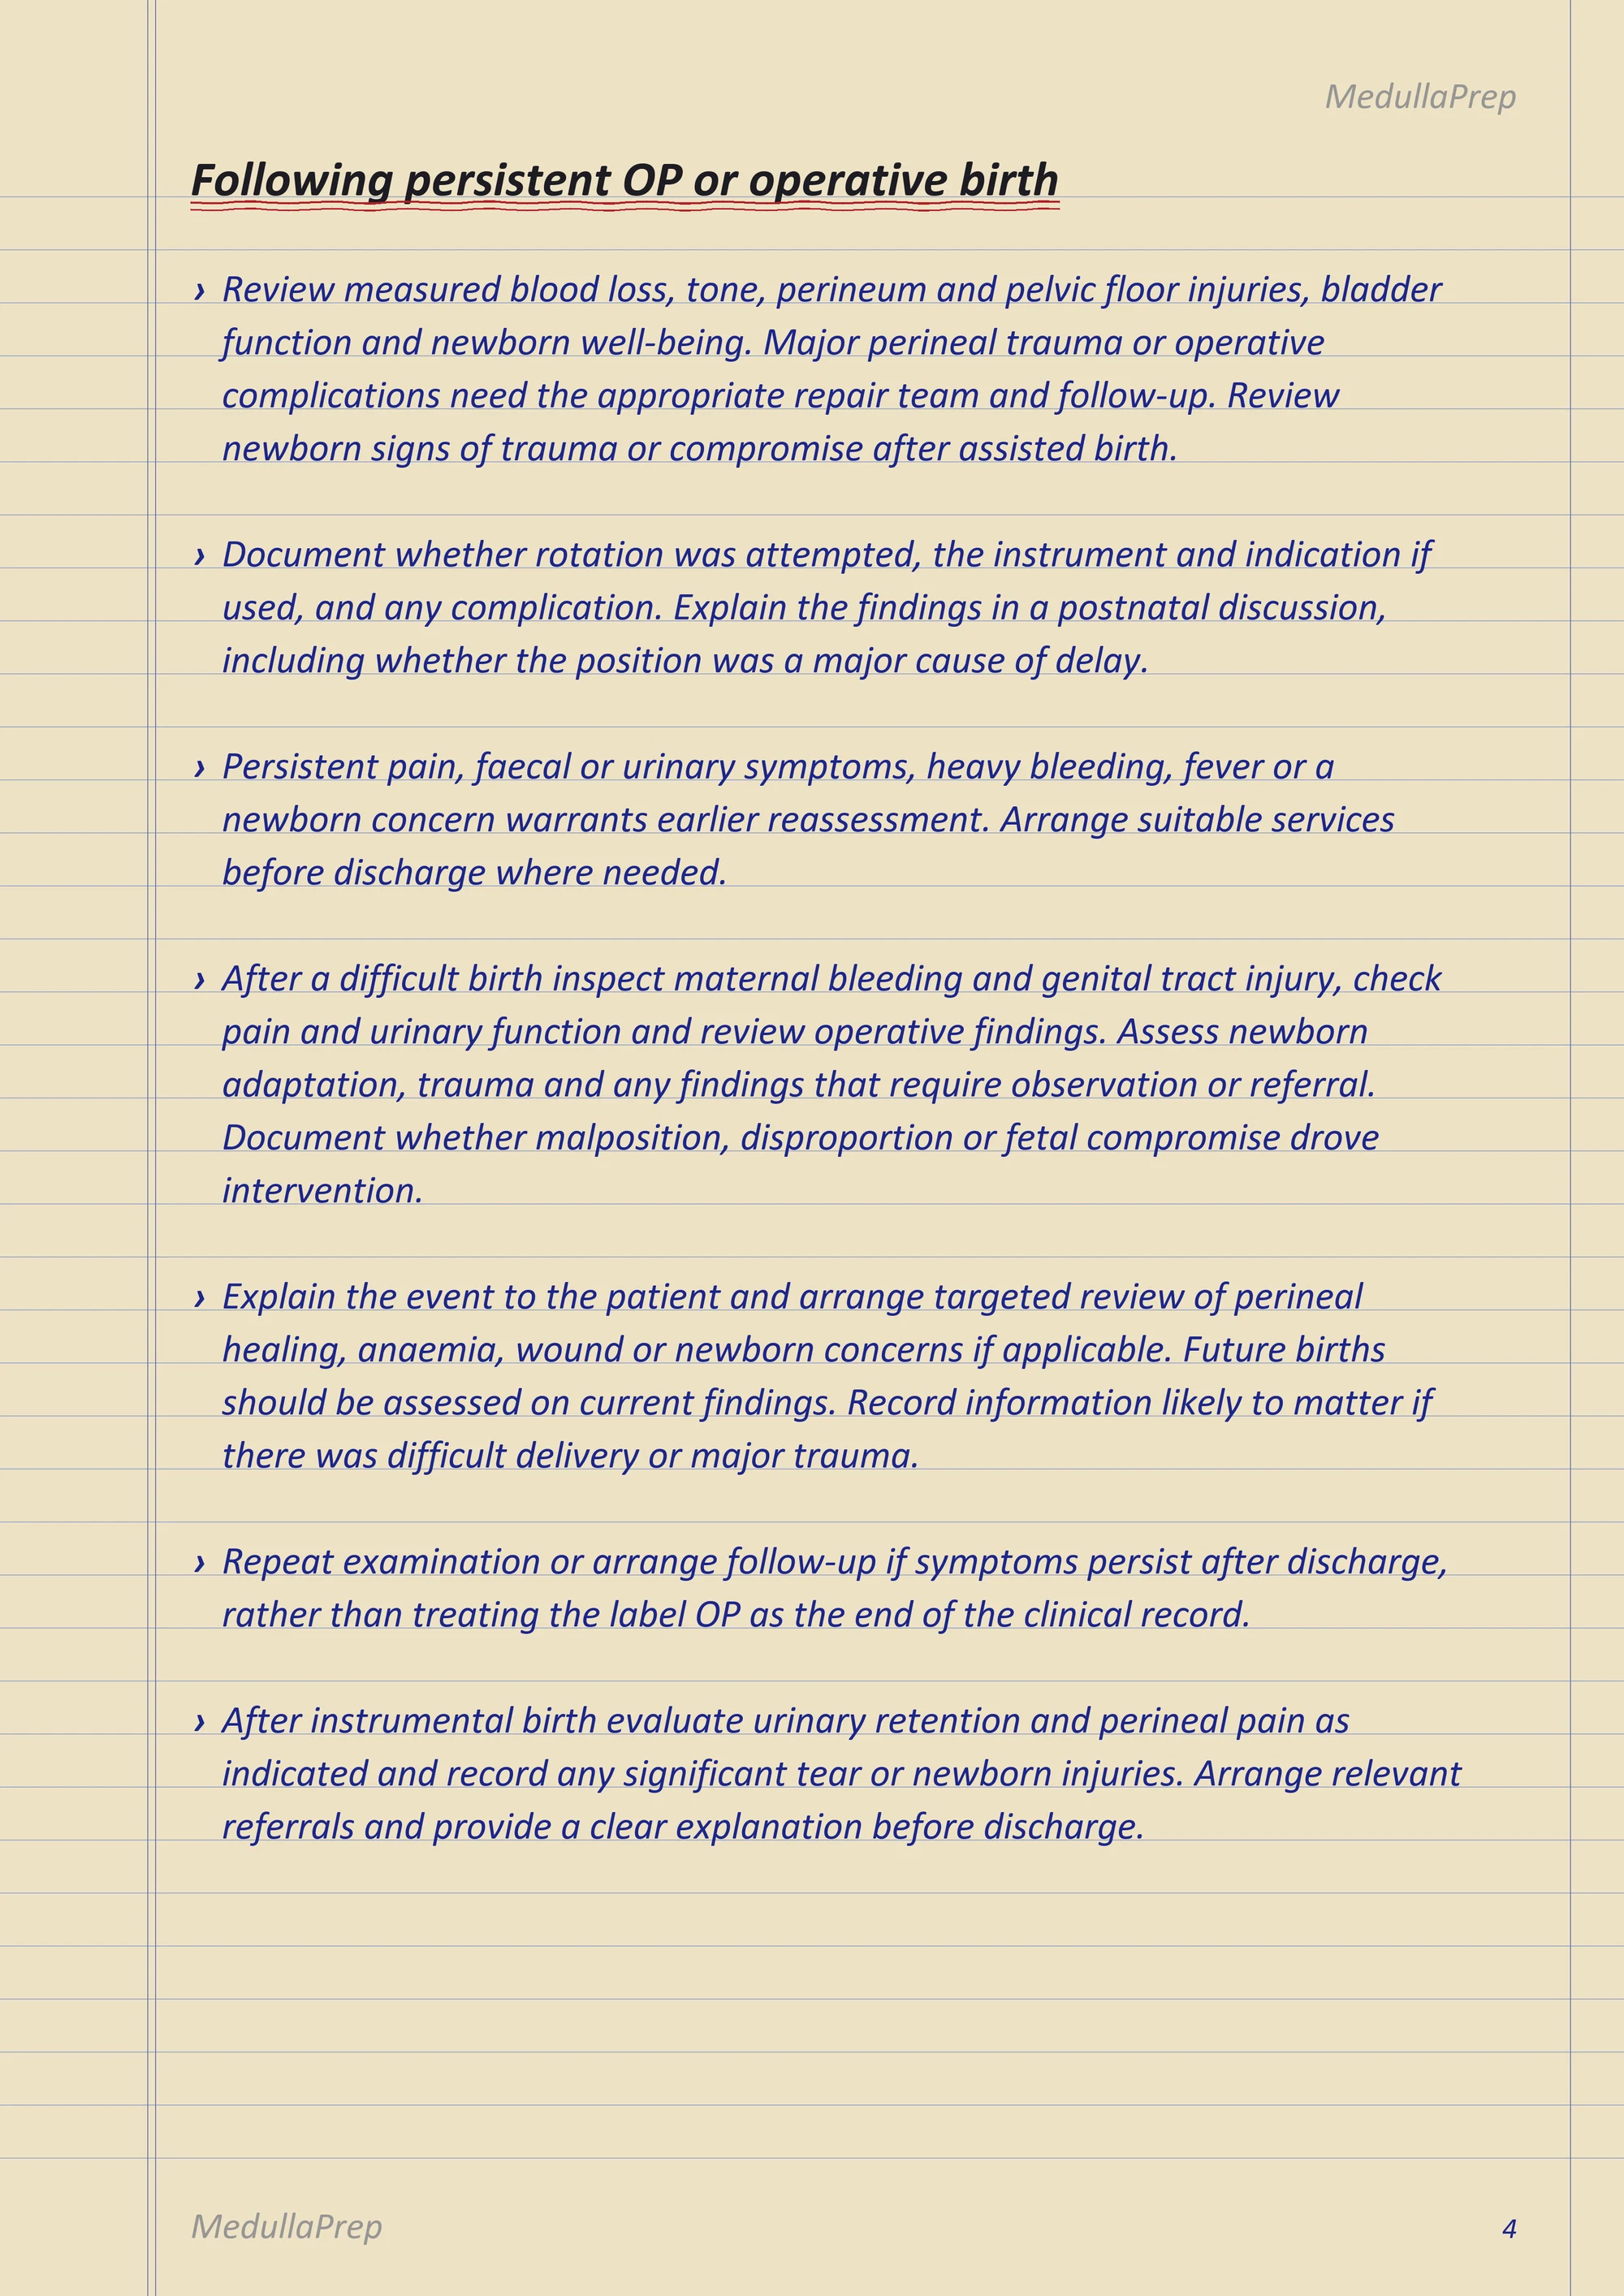 MedullaPrep
Following persistent OP or operative birth
› Review measured blood loss, tone, perineum and pelvic floor injuries, bladder
function and newborn well-being. Major perineal trauma or operative
complications need the appropriate repair team and follow-up. Review
newborn signs of trauma or compromise after assisted birth.
› Document whether rotation was attempted, the instrument and indication if
used, and any complication. Explain the findings in a postnatal discussion,
including whether the position was a major cause of delay.
› Persistent pain, faecal or urinary symptoms, heavy bleeding, fever or a
newborn concern warrants earlier reassessment. Arrange suitable services
before discharge where needed.
› After a difficult birth inspect maternal bleeding and genital tract injury, check
pain and urinary function and review operative findings. Assess newborn
adaptation, trauma and any findings that require observation or referral.
Document whether malposition, disproportion or fetal compromise drove
intervention.
› Explain the event to the patient and arrange targeted review of perineal
healing, anaemia, wound or newborn concerns if applicable. Future births
should be assessed on current findings. Record information likely to matter if
there was difficult delivery or major trauma.
› Repeat examination or arrange follow-up if symptoms persist after discharge,
rather than treating the label OP as the end of the clinical record.
› After instrumental birth evaluate urinary retention and perineal pain as
indicated and record any significant tear or newborn injuries. Arrange relevant
referrals and provide a clear explanation before discharge.
MedullaPrep
4